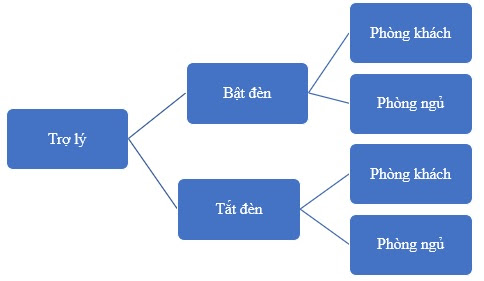 Trợ lý
Bật đèn
Phòng khách
Phòng ngủ
Tắt đèn
Phòng khách
Phòng ngủ